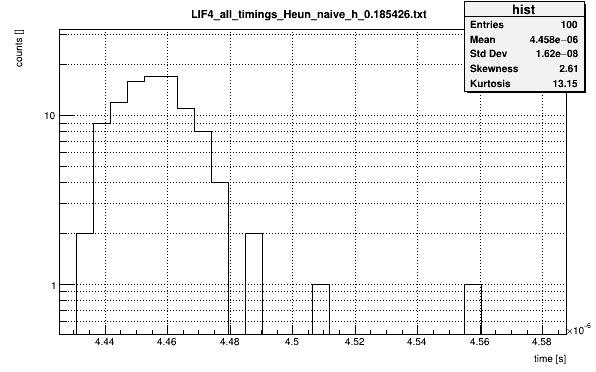 LIF4_all_timings_Heun_naive_h_0.185426.txt
hist
Entries 100
Mean 4.458e−06
Std Dev 1.62e−08
Skewness 2.61
Kurtosis 13.15
counts []
10
1
4.44 4.46 4.48 4.5 4.52 4.54 4.56 4.58
×10⁻⁶
time [s]